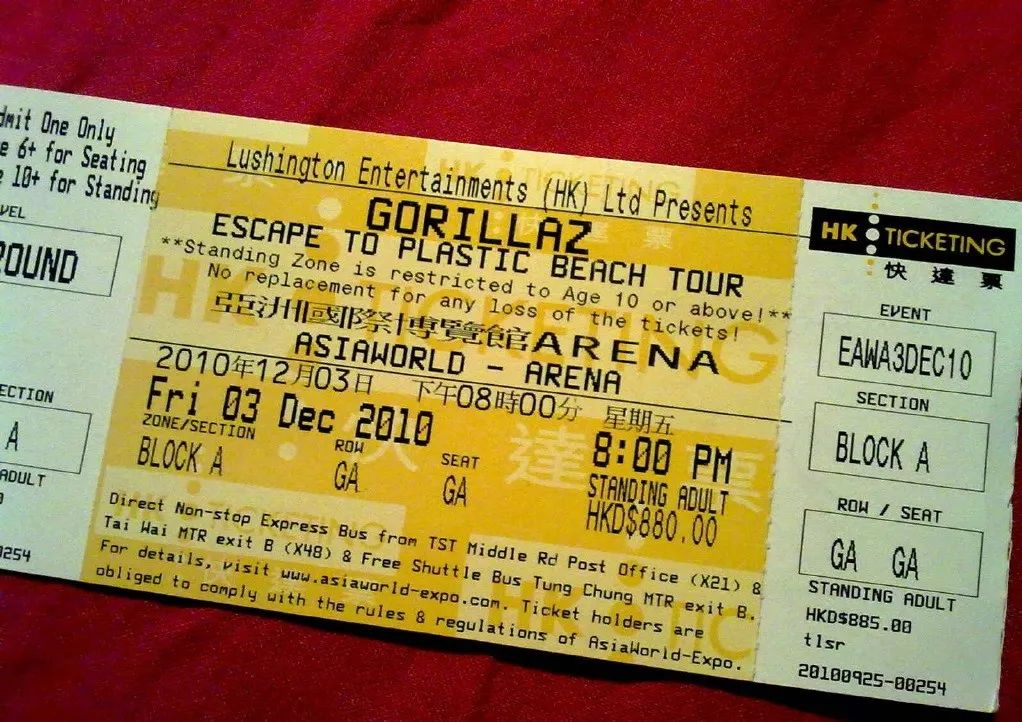 dmit One Only
e 6+ for Seating
e 10+ for Standing
VEL
ROUND
ECTION
A
ADULT
.00
00254
Lushington Entertainments (HK) Ltd Presents
GORILLAZ
ESCAPE TO PLASTIC BEACH TOUR
**Standing Zone is restricted to Age 10 or above!**
No replacement for any loss of the tickets!
亞洲國際博覽館ARENA
ASIAWORLD - ARENA
2010年12月03日 下午08時00分 星期五
Fri 03 Dec 2010 8:00 PM
ZONE/SECTION ROW SEAT STANDING ADULT
BLOCK A GA GA HKD$880.00
Direct Non-stop Express Bus from TST Middle Rd Post Office (X21) &
Tai Wai MTR exit B (X48) & Free Shuttle Bus Tung Chung MTR exit B.
For details, visit www.asiaworld-expo.com. Ticket holders are
obliged to comply with the rules & regulations of AsiaWorld-Expo.
HK TICKETING
快達票
EVENT
EAWA3DEC10
SECTION
BLOCK A
ROW / SEAT
GA GA
STANDING ADULT
HKD$885.00
tlsr
20100925-00254